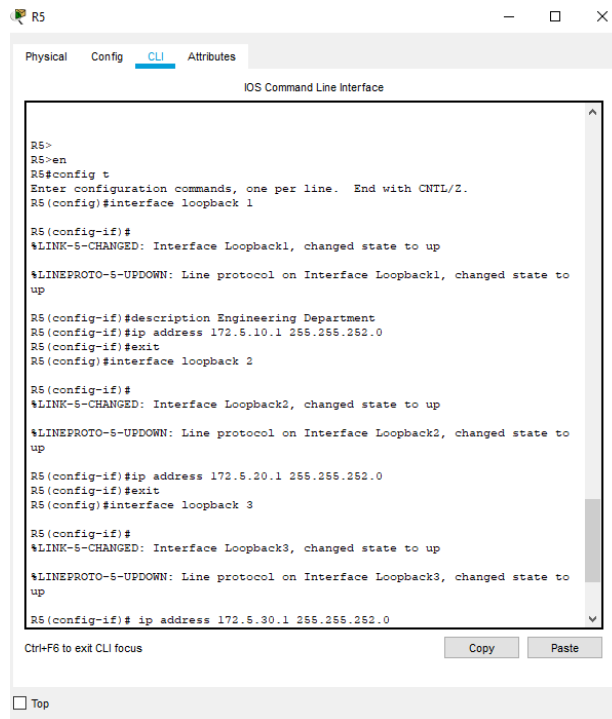 R5
Physical Config CLI Attributes
IOS Command Line Interface
R5>
R5>en
R5#config t
Enter configuration commands, one per line.  End with CNTL/Z.
R5(config)#interface loopback 1
R5(config-if)#
%LINK-5-CHANGED: Interface Loopback1, changed state to up
%LINEPROTO-5-UPDOWN: Line protocol on Interface Loopback1, changed state to
up
R5(config-if)#description Engineering Department
R5(config-if)#ip address 172.5.10.1 255.255.252.0
R5(config-if)#exit
R5(config)#interface loopback 2
R5(config-if)#
%LINK-5-CHANGED: Interface Loopback2, changed state to up
%LINEPROTO-5-UPDOWN: Line protocol on Interface Loopback2, changed state to
up
R5(config-if)#ip address 172.5.20.1 255.255.252.0
R5(config-if)#exit
R5(config)#interface loopback 3
R5(config-if)#
%LINK-5-CHANGED: Interface Loopback3, changed state to up
%LINEPROTO-5-UPDOWN: Line protocol on Interface Loopback3, changed state to
up
R5(config-if)# ip address 172.5.30.1 255.255.252.0
Ctrl+F6 to exit CLI focus
Copy Paste
Top